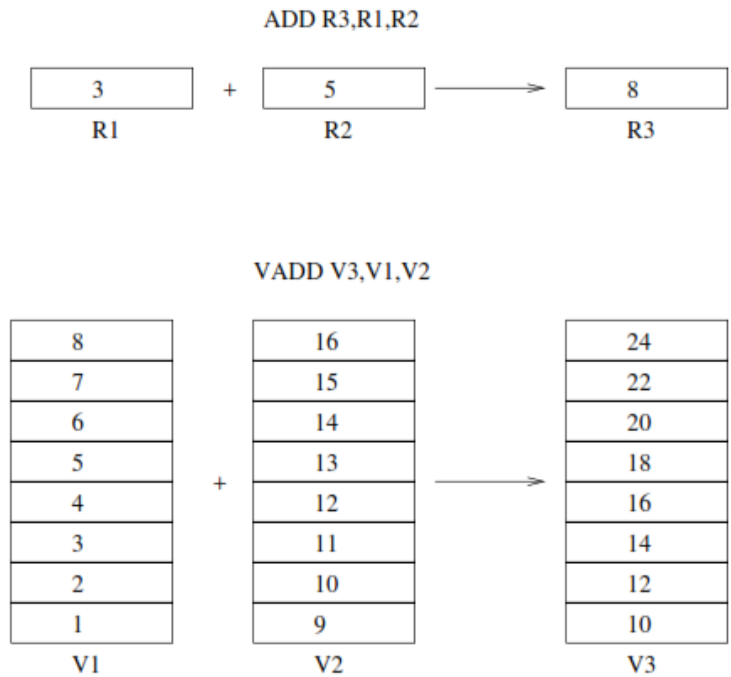 ADD R3,R1,R2
3 + 5 8
R1 R2 R3
VADD V3,V1,V2
8 16 24
7 15 22
6 14 20
5 13 18
+
4 12 16
3 11 14
2 10 12
1 9 10
V1 V2 V3